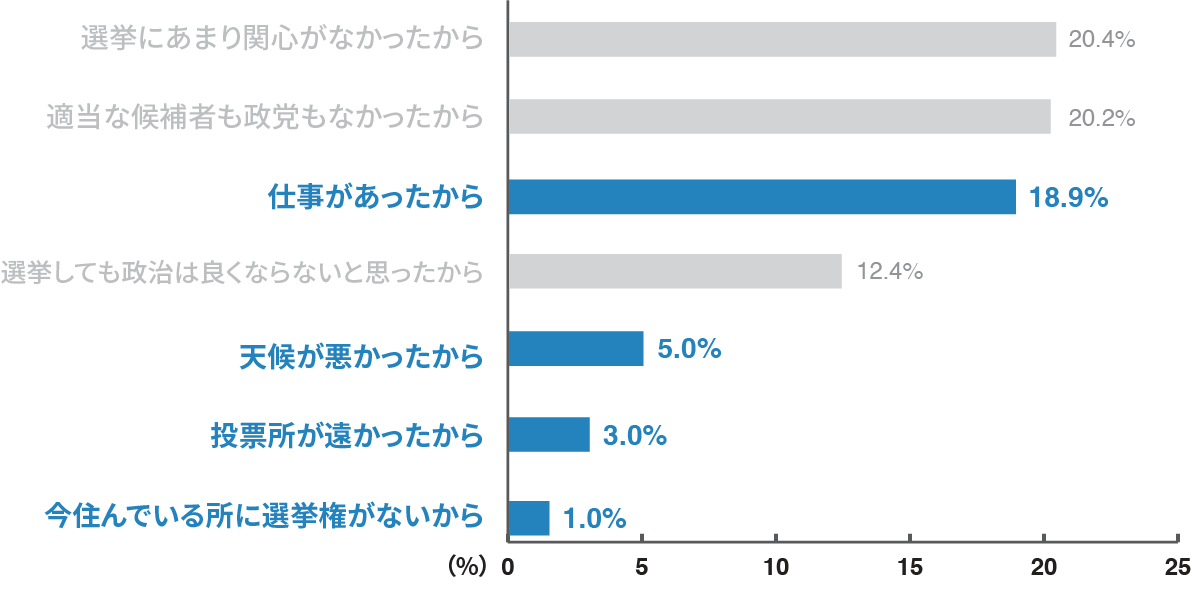 選挙にあまり関心がなかったから 20.4%
適当な候補者も政党もなかったから 20.2%
仕事があったから 18.9%
選挙しても政治は良くならないと思ったから 12.4%
天候が悪かったから 5.0%
投票所が遠かったから 3.0%
今住んでいる所に選挙権がないから 1.0%
(%) 0 5 10 15 20 25